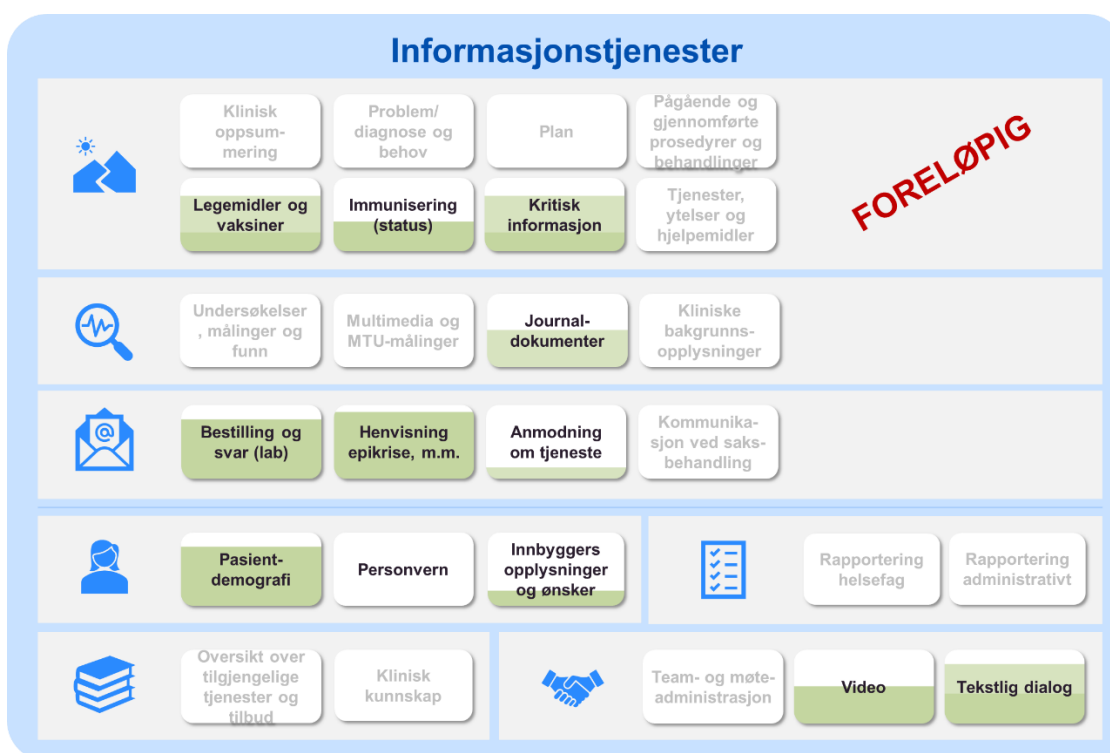 Informasjonstjenester
Klinisk
oppsum-
mering
Problem/
diagnose og
behov
Plan
Pågående og
gjennomførte
prosedyrer og
behandlinger
FORELØPIG
Legemidler og
vaksiner
Immunisering
(status)
Kritisk
informasjon
Tjenester,
ytelser og
hjelpemidler
Undersøkelser
, målinger og
funn
Multimedia og
MTU-målinger
Journal-
dokumenter
Kliniske
bakgrunns-
opplysninger
@
Bestilling og
svar (lab)
Henvisning
epikrise, m.m.
Anmodning
om tjeneste
Kommunika-
sjon ved saks-
behandling
Pasient-
demografi
Personvern
Innbyggers
opplysninger
og ønsker
Rapportering
helsefag
Rapportering
administrativt
Oversikt over
tilgjengelige
tjenester og
tilbud
Klinisk
kunnskap
Team- og møte-
administrasjon
Video
Tekstlig dialog